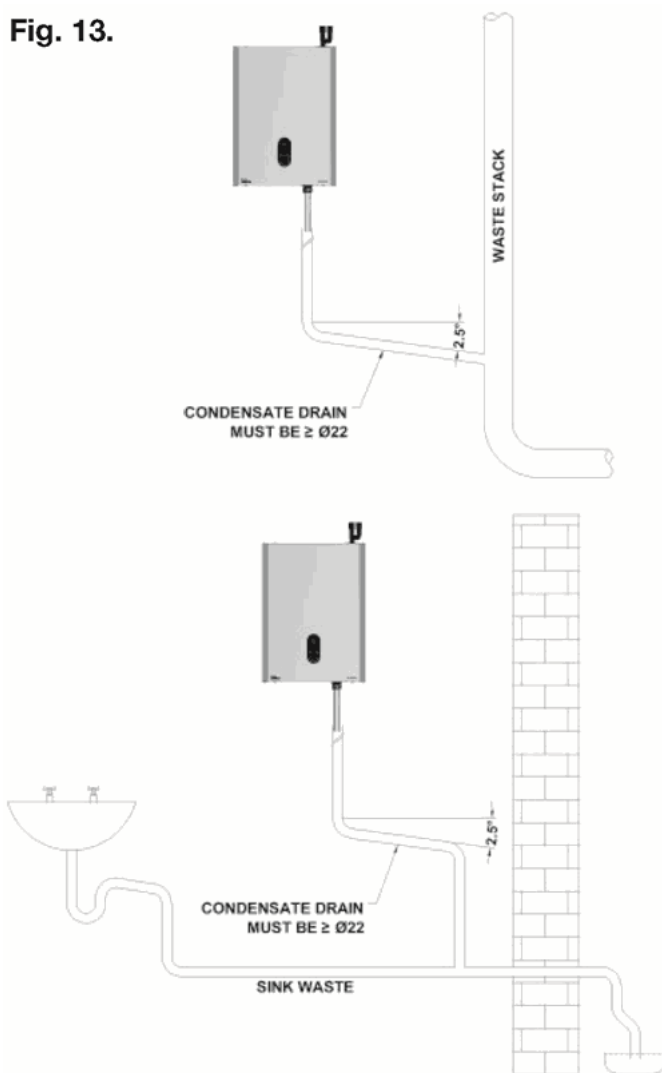 Fig. 13.
WASTE STACK
2.5°
CONDENSATE DRAIN
MUST BE ≥ Ø22
2.5°
CONDENSATE DRAIN
MUST BE ≥ Ø22
SINK WASTE